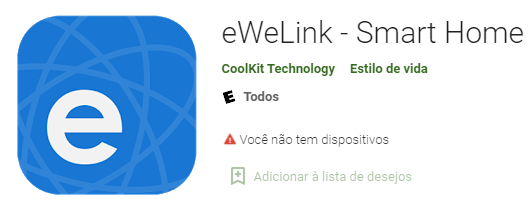 e
eWeLink - Smart Home
CoolKit Technology Estilo de vida
E Todos
Você não tem dispositivos
Adicionar à lista de desejos